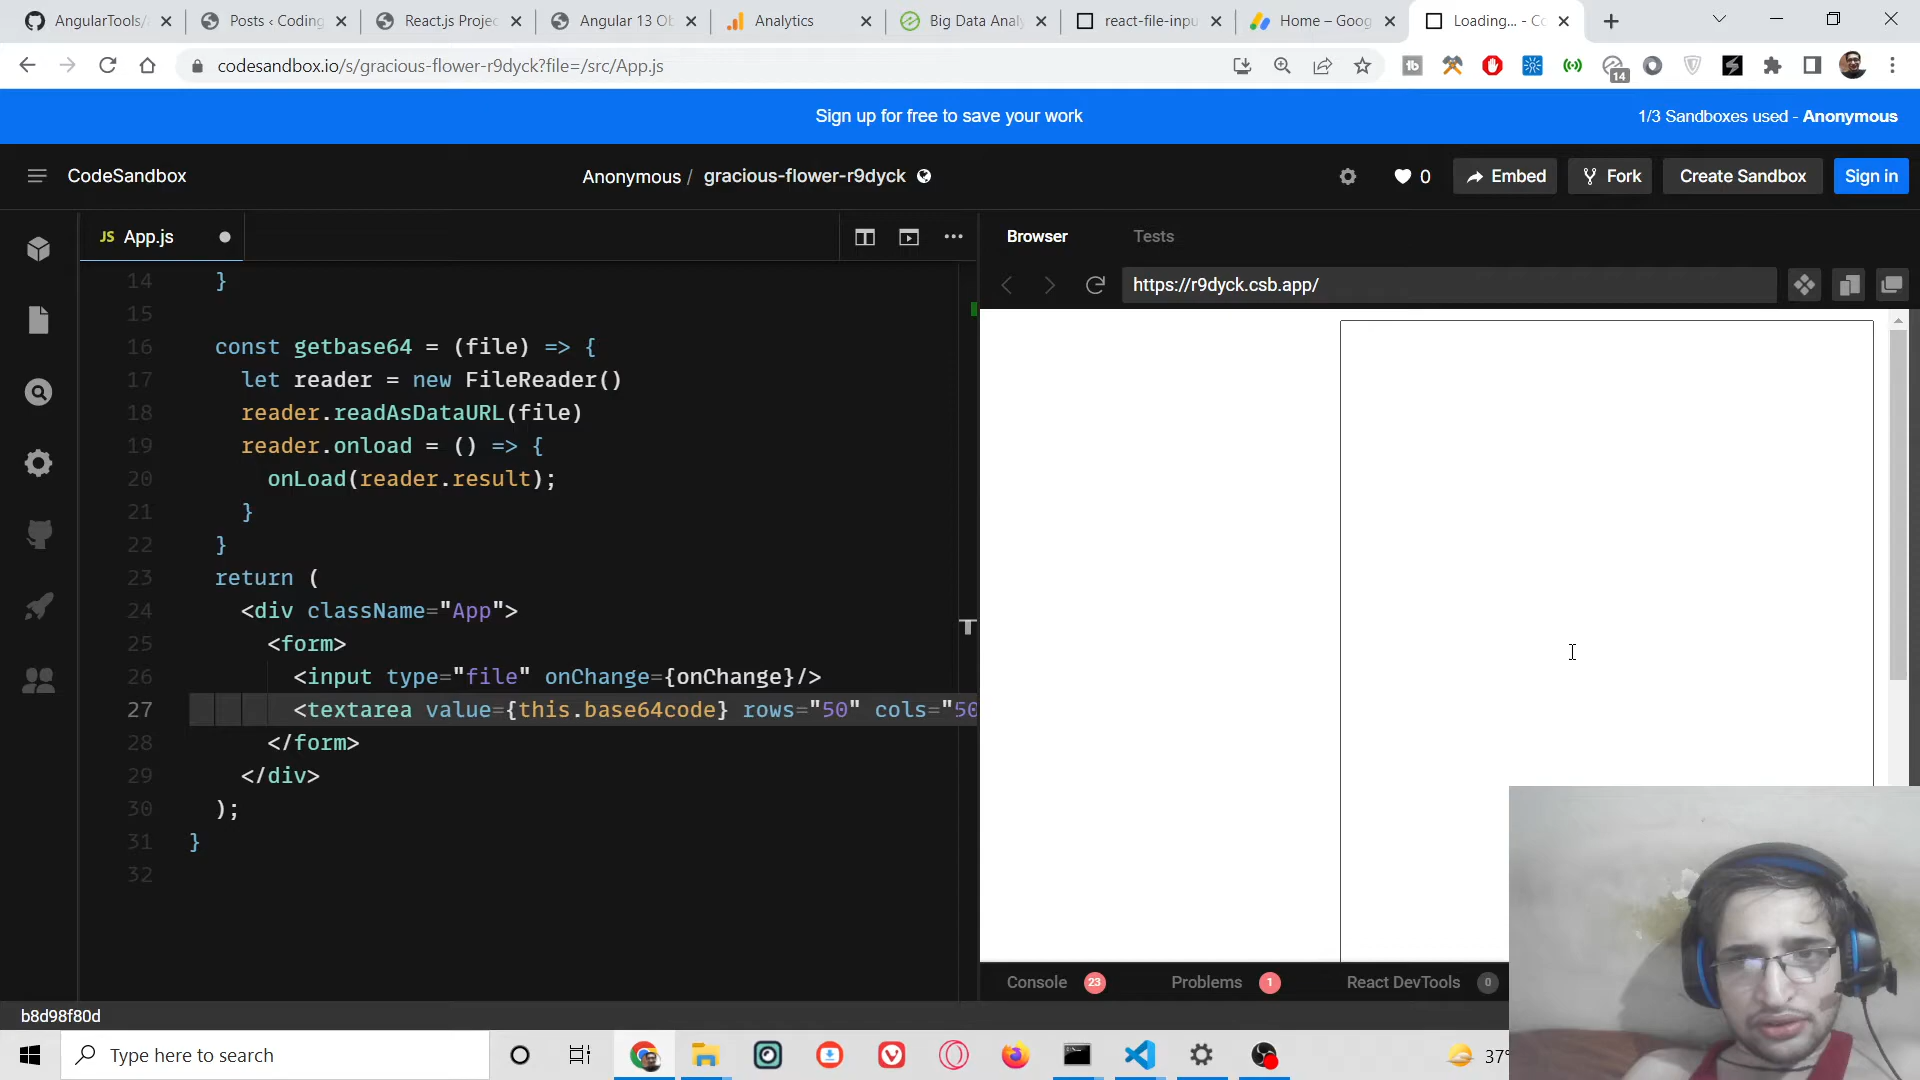 AngularTools/
Posts ‹ Coding
React.js Projec
Angular 13 Ob
Analytics
Big Data Analy
react-file-inpu
Home – Goog
Loading... - Co
codesandbox.io/s/gracious-flower-r9dyck?file=/src/App.js
14
Sign up for free to save your work
1/3 Sandboxes used - Anonymous
CodeSandbox
Anonymous / gracious-flower-r9dyck
0
Embed
Fork
Create Sandbox
Sign in
JS App.js
Browser
Tests
https://r9dyck.csb.app/
14 }
15
16 const getbase64 = (file) => {
17 let reader = new FileReader()
18 reader.readAsDataURL(file)
19 reader.onload = () => {
20 onLoad(reader.result);
21 }
22 }
23 return (
24 <div className="App">
25 <form>
26 <input type="file" onChange={onChange}/>
27 <textarea value={this.base64code} rows="50" cols="50
28 </form>
29 </div>
30 );
31 }
32
Console 23
Problems 1
React DevTools 0
b8d98f80d
Type here to search
37°